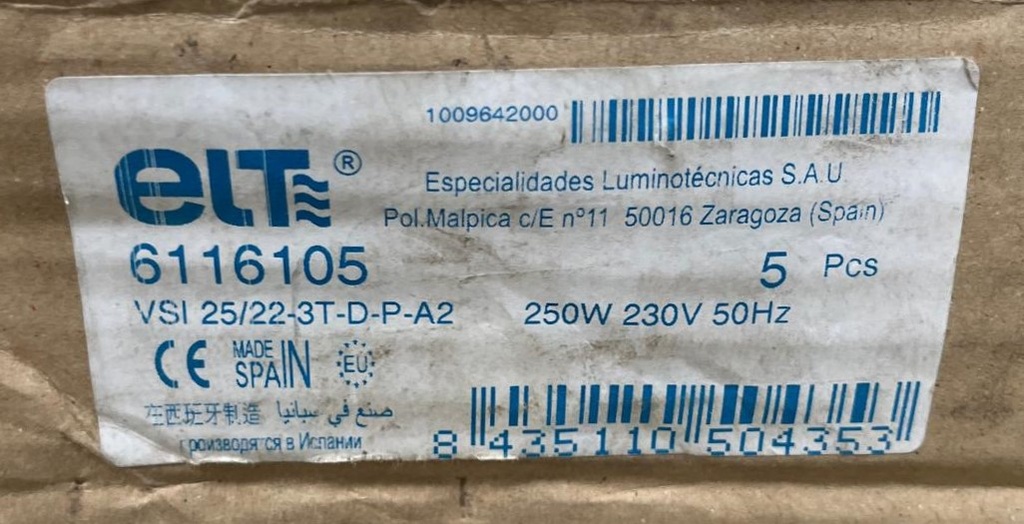 1009642000
eLT®
Especialidades Luminotécnicas S.A.U
Pol.Malpica c/E nº11 50016 Zaragoza (Spain)
6116105
5 Pcs
VSI 25/22-3T-D-P-A2
250W 230V 50Hz
CE MADE SPAIN EU
在西班牙制造 صنع في سبانيا
производятся в Испании
8 435110 504353